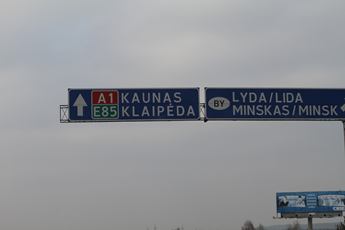 A1
E85
KAUNAS
KLAIPĖDA
BY
LYDA/LIDA
MINSKAS/MINSK